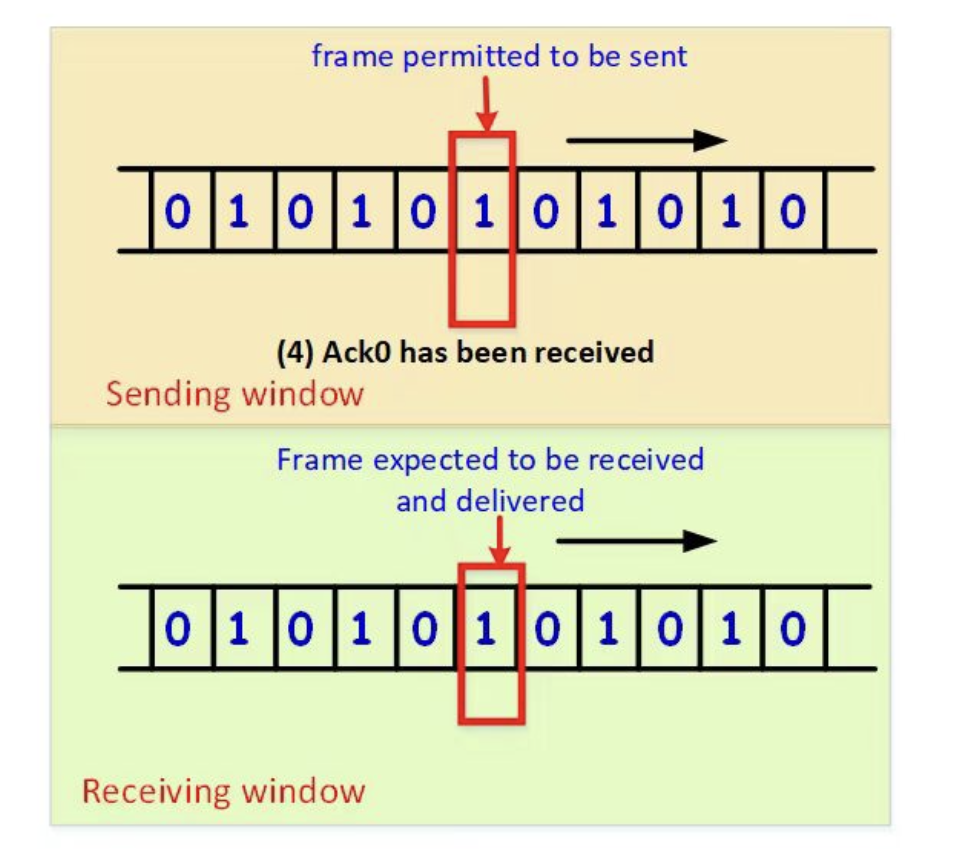 frame permitted to be sent
0 1 0 1 0 1 0 1 0 1 0
(4) Ack0 has been received
Sending window
Frame expected to be received
and delivered
0 1 0 1 0 1 0 1 0 1 0
Receiving window